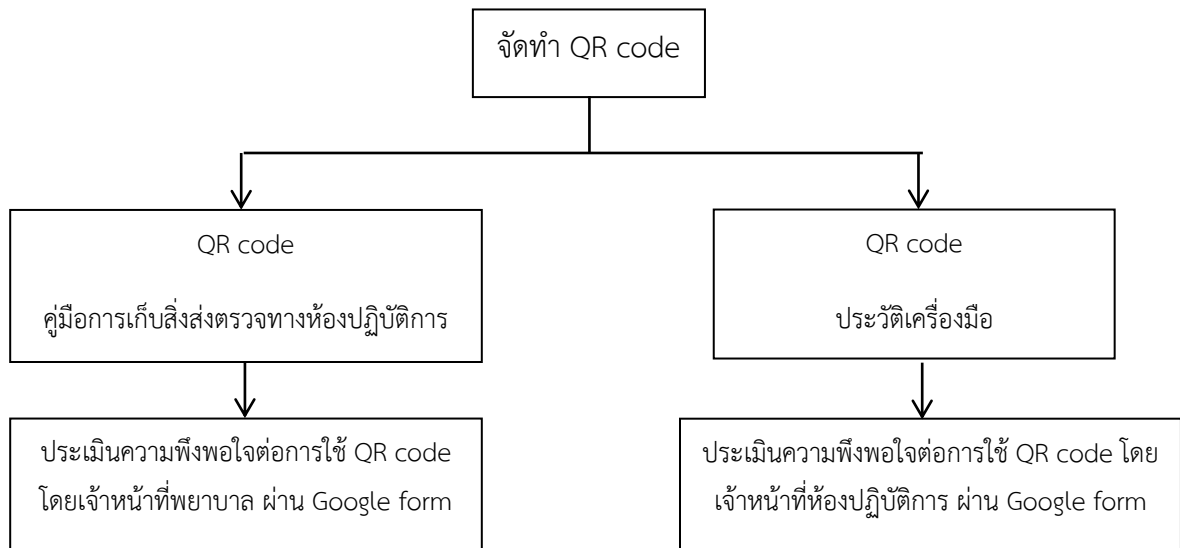 จัดทำ QR code
QR code
คู่มือการเก็บสิ่งส่งตรวจทางห้องปฏิบัติการ
QR code
ประวัติเครื่องมือ
ประเมินความพึงพอใจต่อการใช้ QR code
โดยเจ้าหน้าที่พยาบาล ผ่าน Google form
ประเมินความพึงพอใจต่อการใช้ QR code โดย
เจ้าหน้าที่ห้องปฏิบัติการ ผ่าน Google form